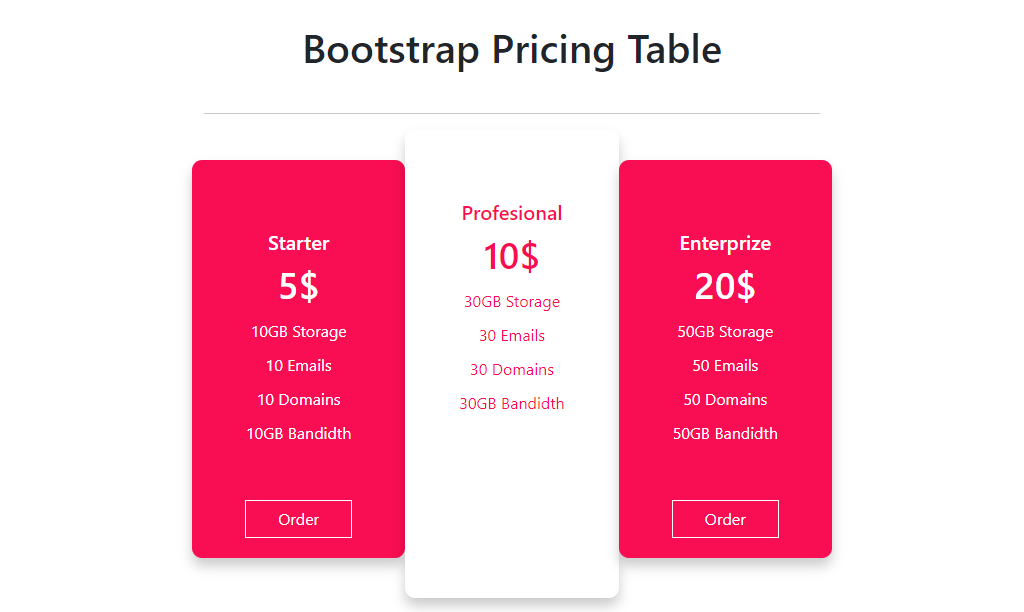 Bootstrap Pricing Table
Starter
5$
10GB Storage
10 Emails
10 Domains
10GB Bandidth
Order
Profesional
10$
30GB Storage
30 Emails
30 Domains
30GB Bandidth
Enterprize
20$
50GB Storage
50 Emails
50 Domains
50GB Bandidth
Order